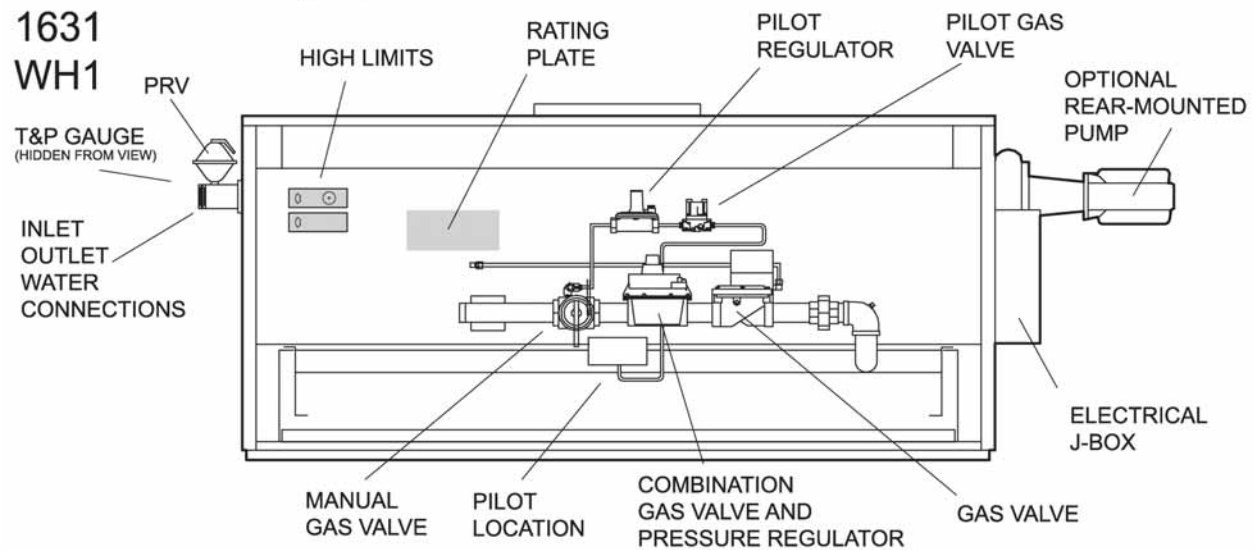 1631
WH1
PRV
HIGH LIMITS
RATING
PLATE
PILOT
REGULATOR
PILOT GAS
VALVE
OPTIONAL
REAR-MOUNTED
PUMP
T&P GAUGE
(HIDDEN FROM VIEW)
INLET
OUTLET
WATER
CONNECTIONS
ELECTRICAL
J-BOX
MANUAL
GAS VALVE
PILOT
LOCATION
COMBINATION
GAS VALVE AND
PRESSURE REGULATOR
GAS VALVE